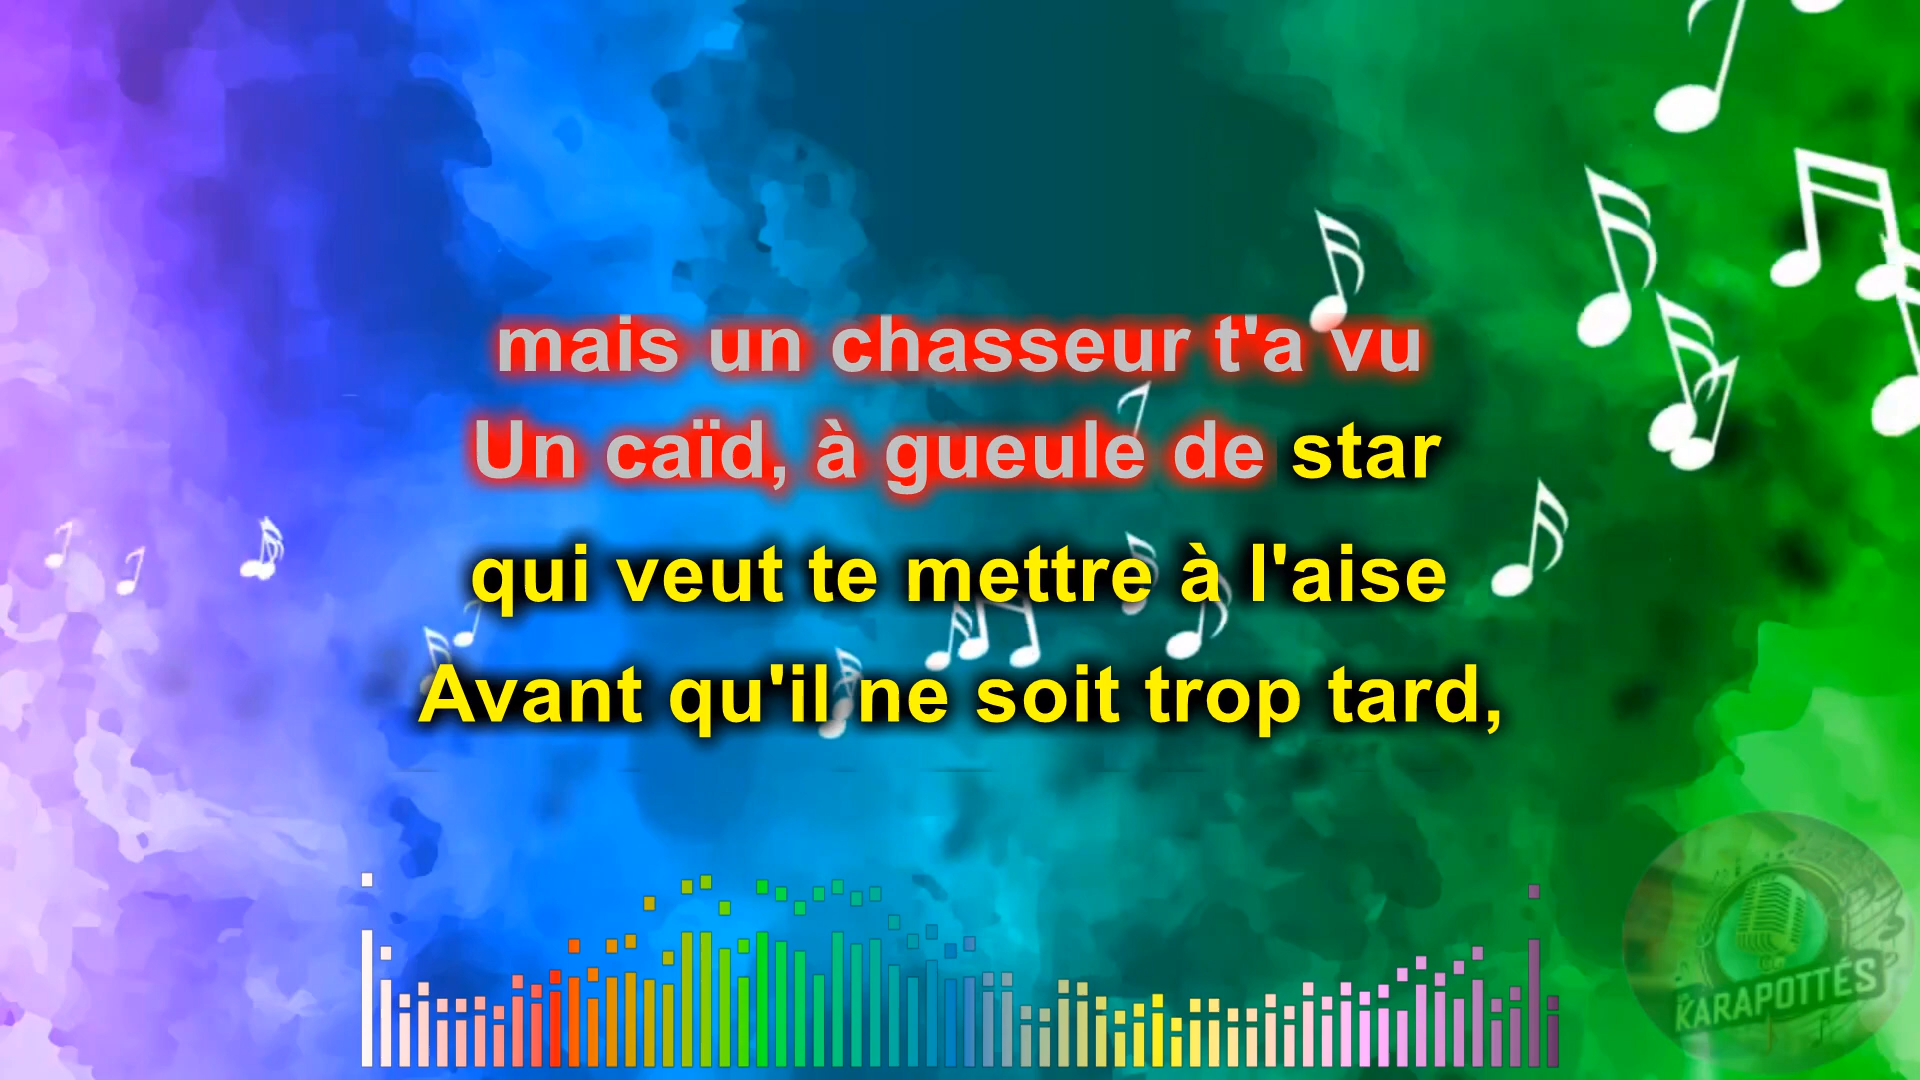 mais un chasseur t'a vu
Un caïd, à gueule de star
qui veut te mettre à l'aise
Avant qu'il ne soit trop tard,
KARAPOTTÉS